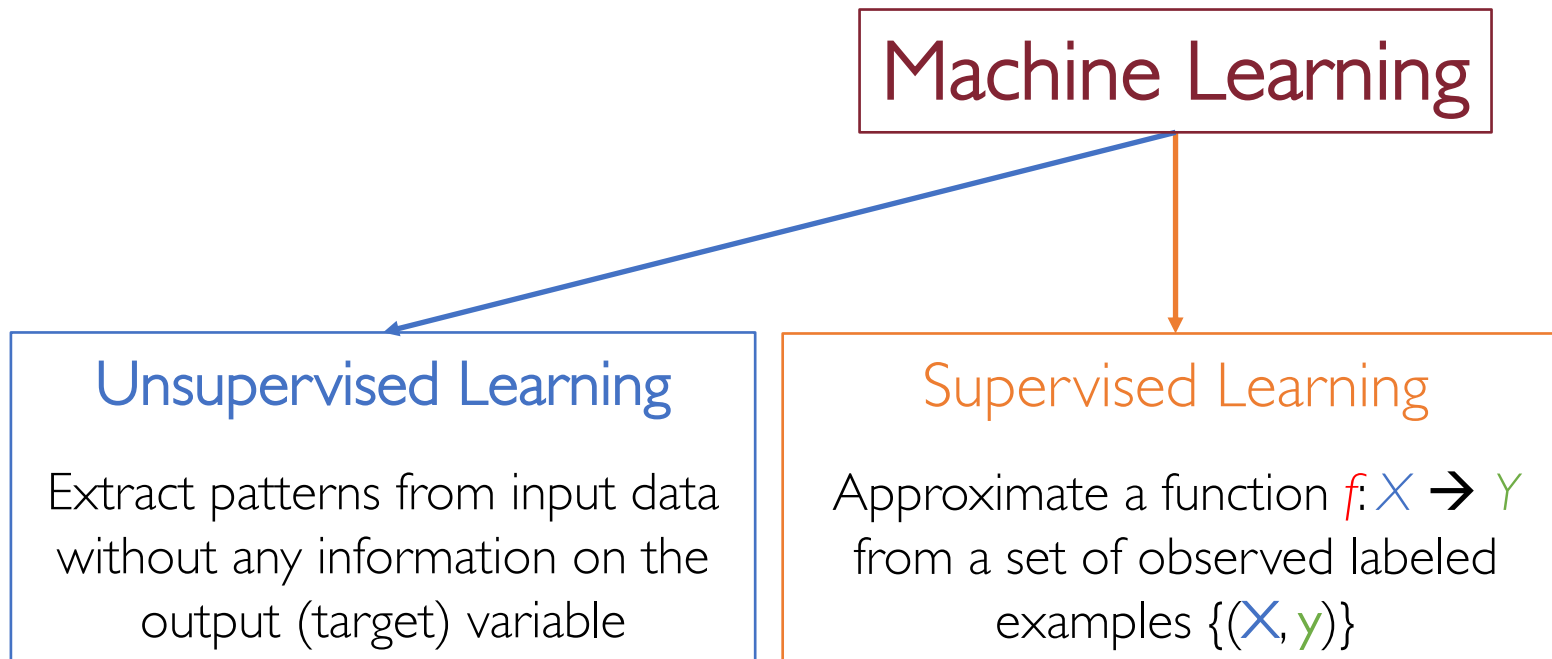 Machine Learning
Unsupervised Learning
Extract patterns from input data
without any information on the
output (target) variable
Supervised Learning
Approximate a function f: X → Y
from a set of observed labeled
examples {(X, y)}